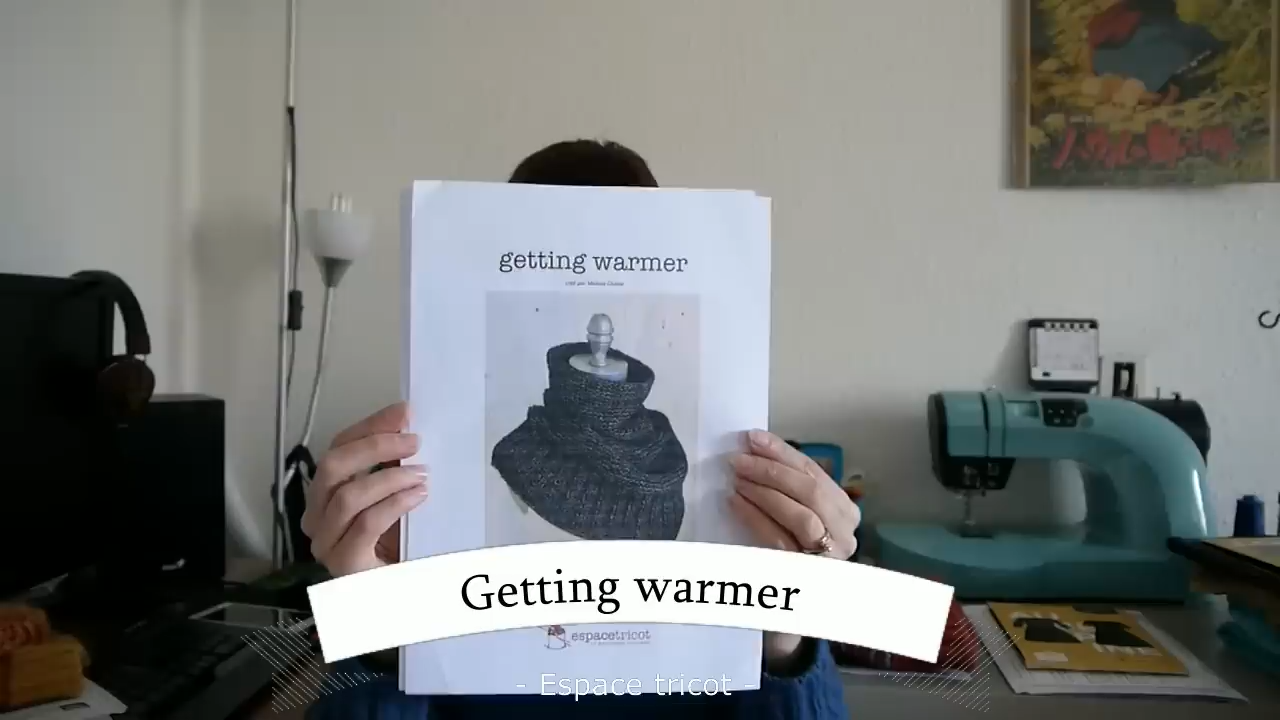 getting warmer
Getting warmer
espacetricot
- Espace tricot -